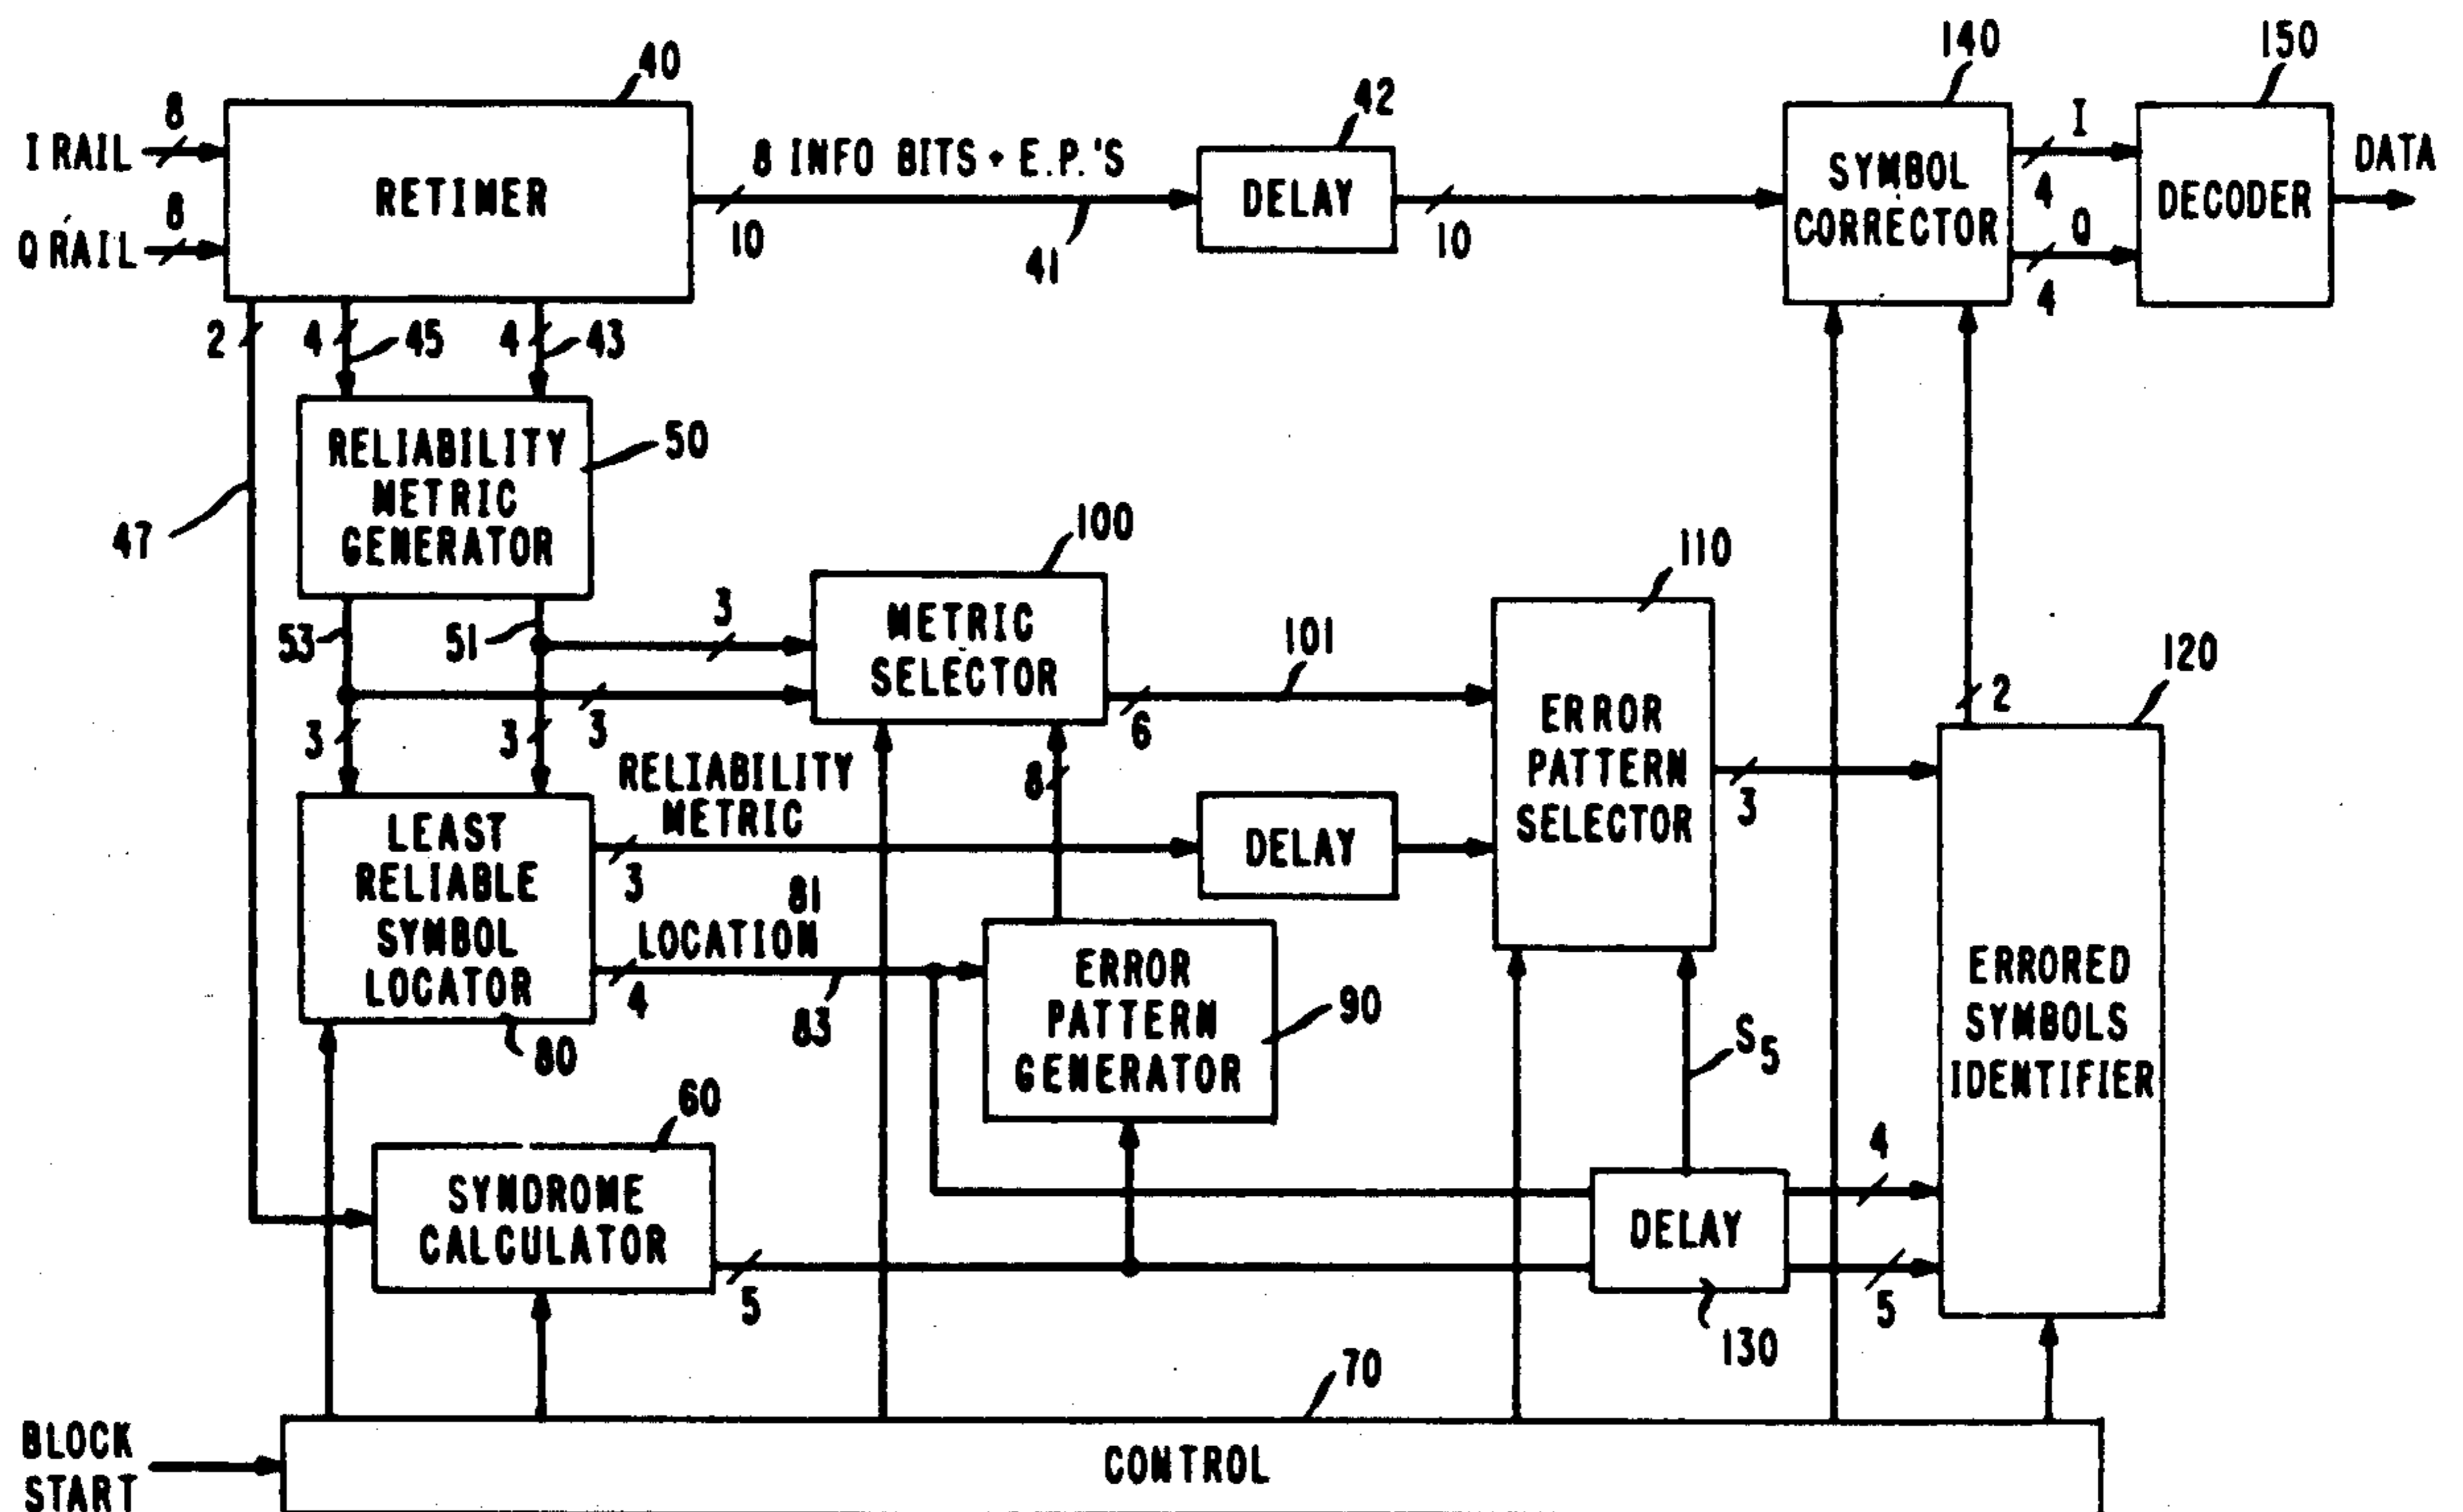 140
150
40
42
8
I RAIL
8 INFO BITS + E.P.'S
I
DATA
RETIMER
DELAY
SYMBOL
CORRECTOR
DECODER
8
Q RAIL
10
41
10
4
Q
4
2
4
45
4
43
RELIABILITY
METRIC
GENERATOR
50
47
100
110
53
51
3
METRIC
SELECTOR
101
120
2
3
3
3
6
ERROR
PATTERN
SELECTOR
3
RELIABILITY
METRIC
8
LEAST
RELIABLE
SYMBOL
LOCATOR
3
DELAY
81
LOCATION
4
83
ERROR
PATTERN
GENERATOR
90
ERRORED
SYMBOLS
IDENTIFIER
80
S5
60
4
SYNDROME
CALCULATOR
DELAY
5
5
130
70
BLOCK
START
CONTROL